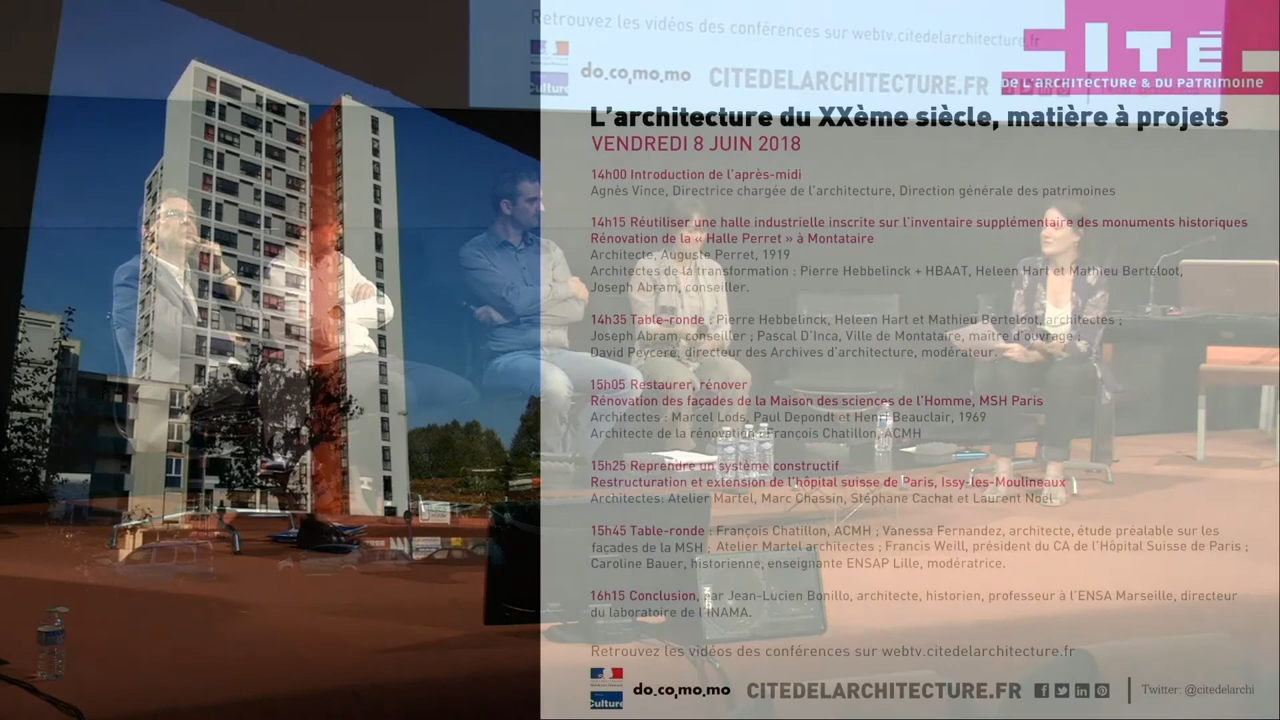 Retrouvez les vidéos des conférences sur webtv.citedelarchitecture.fr
Culture
do_co,mo.mo
CITEDELARCHITECTURE.FR
CITÉ
DE L'ARCHITECTURE & DU PATRIMOINE
L'architecture du XXème siècle, matière à projets
VENDREDI 8 JUIN 2018
14h00 Introduction de l'après-midi
Agnès Vince, Directrice chargée de l'architecture, Direction générale des patrimoines
14h15 Réutiliser une halle industrielle inscrite sur l'inventaire supplémentaire des monuments historiques
Rénovation de la « Halle Perret » à Montataire
Architecte, Auguste Perret, 1919
Architectes de la transformation : Pierre Hebbelinck + HBAAT, Heleen Hart et Mathieu Berteloot,
Joseph Abram, conseiller.
14h35 Table-ronde : Pierre Hebbelinck, Heleen Hart et Mathieu Berteloot, architectes ;
Joseph Abram conseiller ; Pascal D'Inca, Ville de Montataire, maître d'ouvrage ;
David Peyceré, directeur des Archives d'architecture, modérateur.
15h05 Restaurer, rénover
Rénovation des façades de la Maison des sciences de l'Homme, MSH Paris
Architectes : Marcel Lods, Paul Depondt et Henri Beauclair, 1969
Architecte de la rénovation : François Chatillon, ACMH
15h25 Reprendre un système constructif
Restructuration et extension de l'hôpital suisse de Paris, Issy-les-Moulineaux
Architectes: Atelier Martel, Marc Chassin, Stéphane Cachat et Laurent Noël
15h45 Table-ronde : François Chatillon, ACMH ; Vanessa Fernandez, architecte, étude préalable sur les
façades de la MSH ; Atelier Martel architectes ; Francis Weill, président du CA de l'Hôpital Suisse de Paris ;
Caroline Bauer, historienne, enseignante ENSAP Lille, modératrice.
16h15 Conclusion, par Jean-Lucien Bonillo, architecte, historien, professeur à l'ENSA Marseille, directeur
du laboratoire de l'INAMA.
Retrouvez les vidéos des conférences sur webtv.citedelarchitecture.fr
Culture
do_co,mo.mo
CITEDELARCHITECTURE.FR
Twitter: @citedelarchi